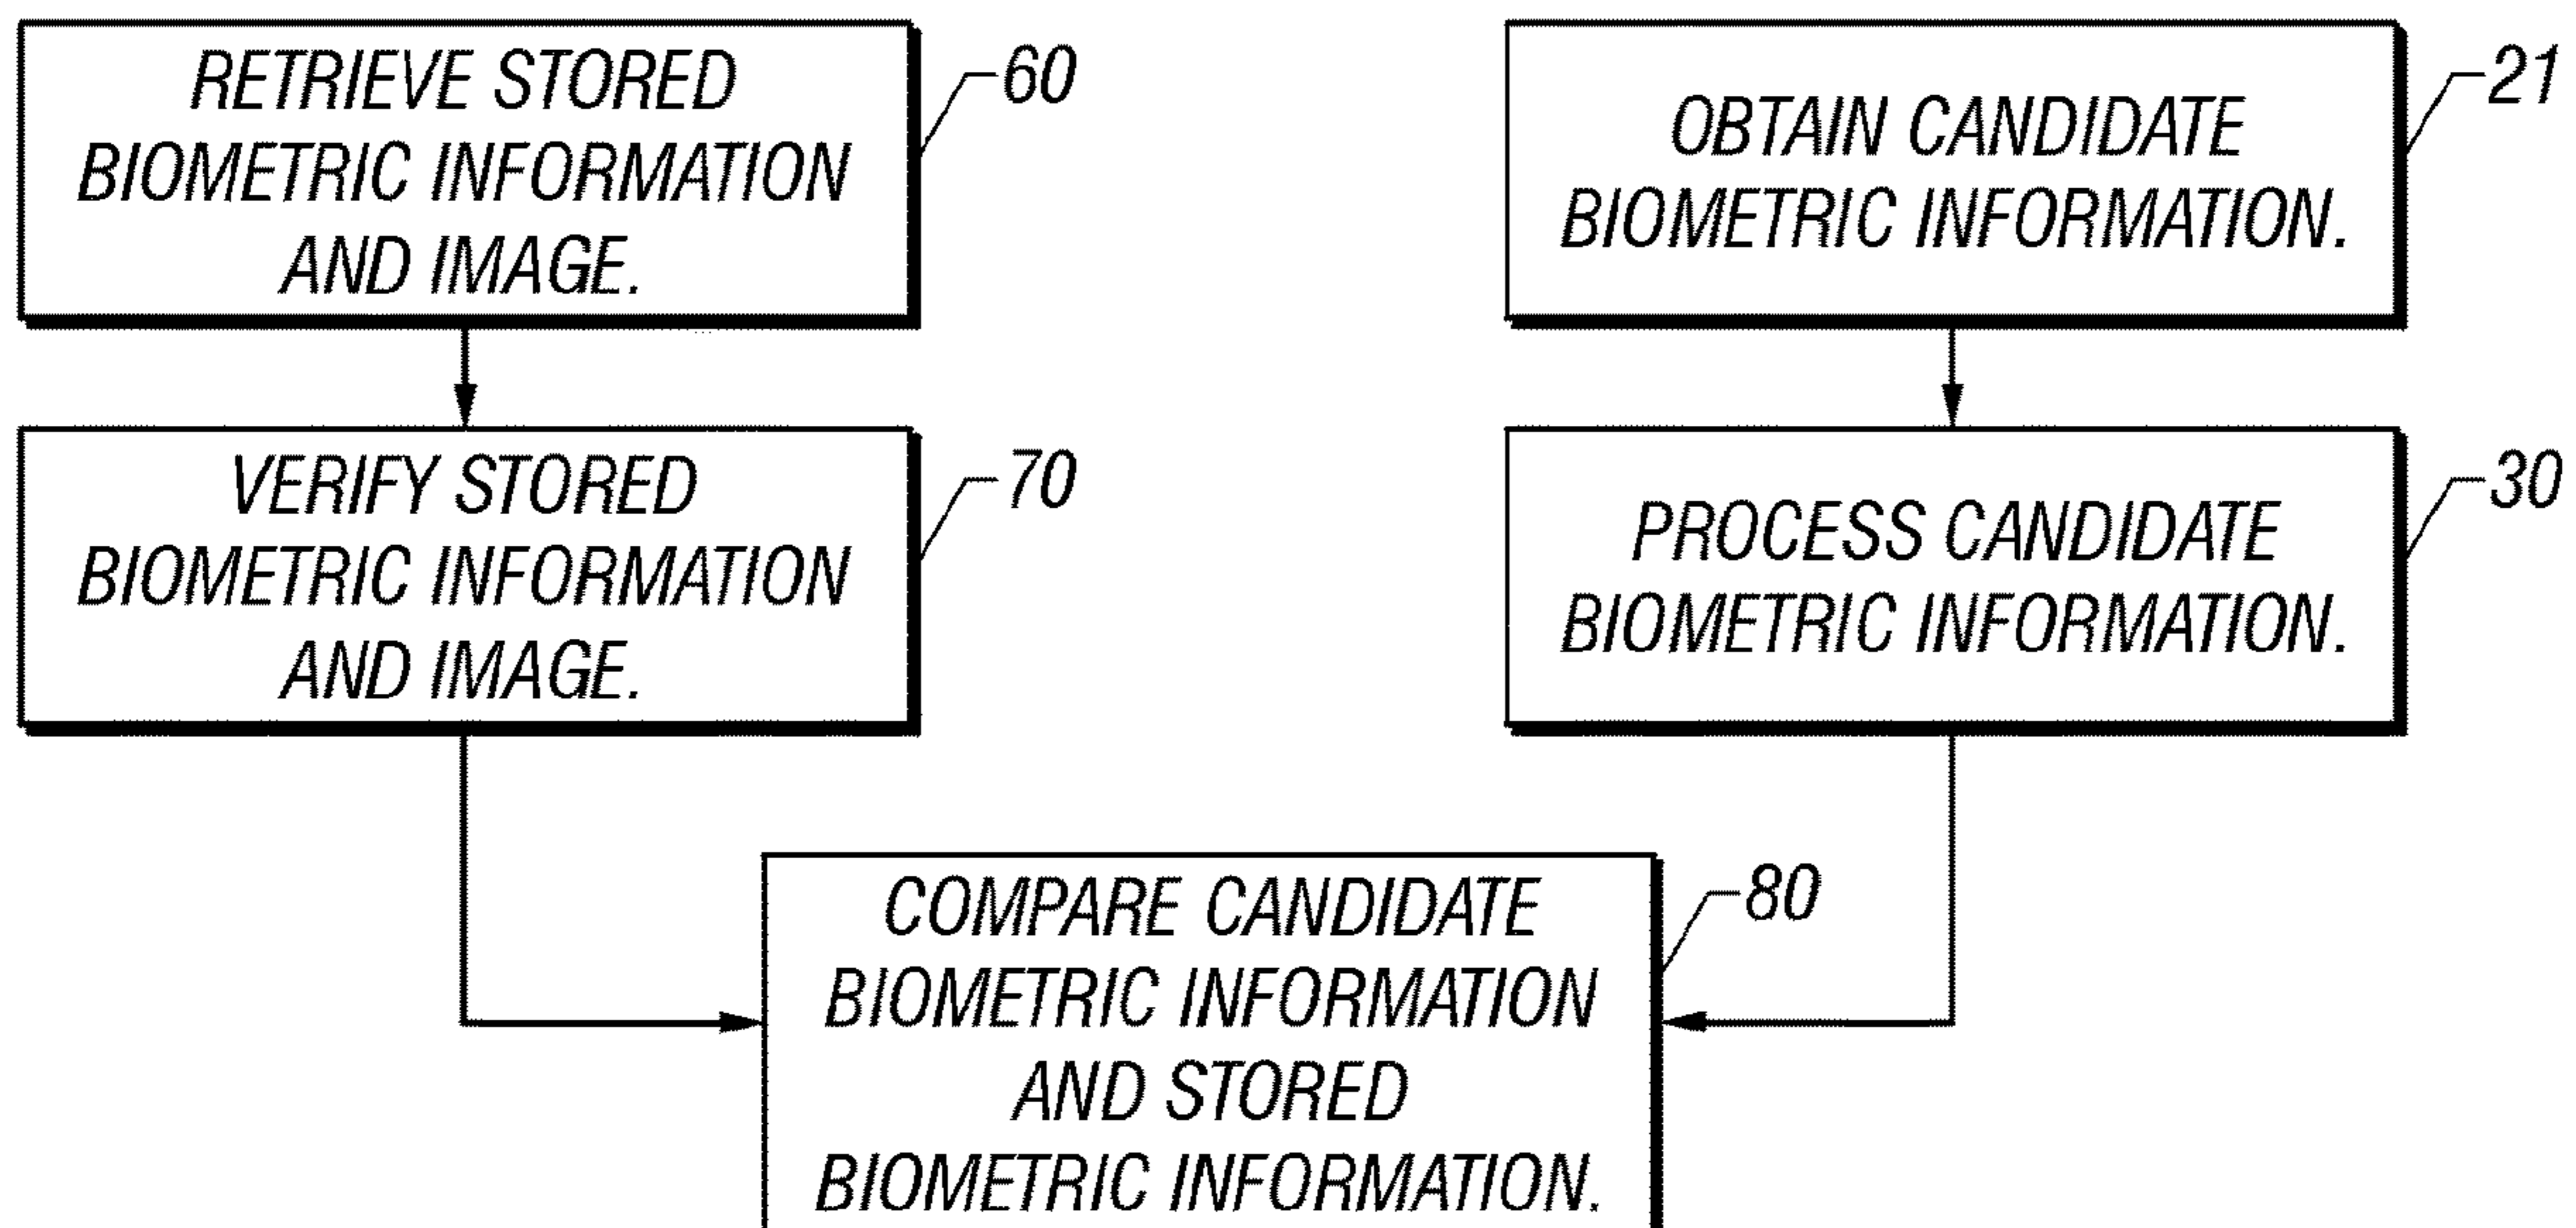 RETRIEVE STORED
BIOMETRIC INFORMATION
AND IMAGE.
60
OBTAIN CANDIDATE
BIOMETRIC INFORMATION.
21
VERIFY STORED
BIOMETRIC INFORMATION
AND IMAGE.
70
PROCESS CANDIDATE
BIOMETRIC INFORMATION.
30
COMPARE CANDIDATE
BIOMETRIC INFORMATION
AND STORED
BIOMETRIC INFORMATION.
80